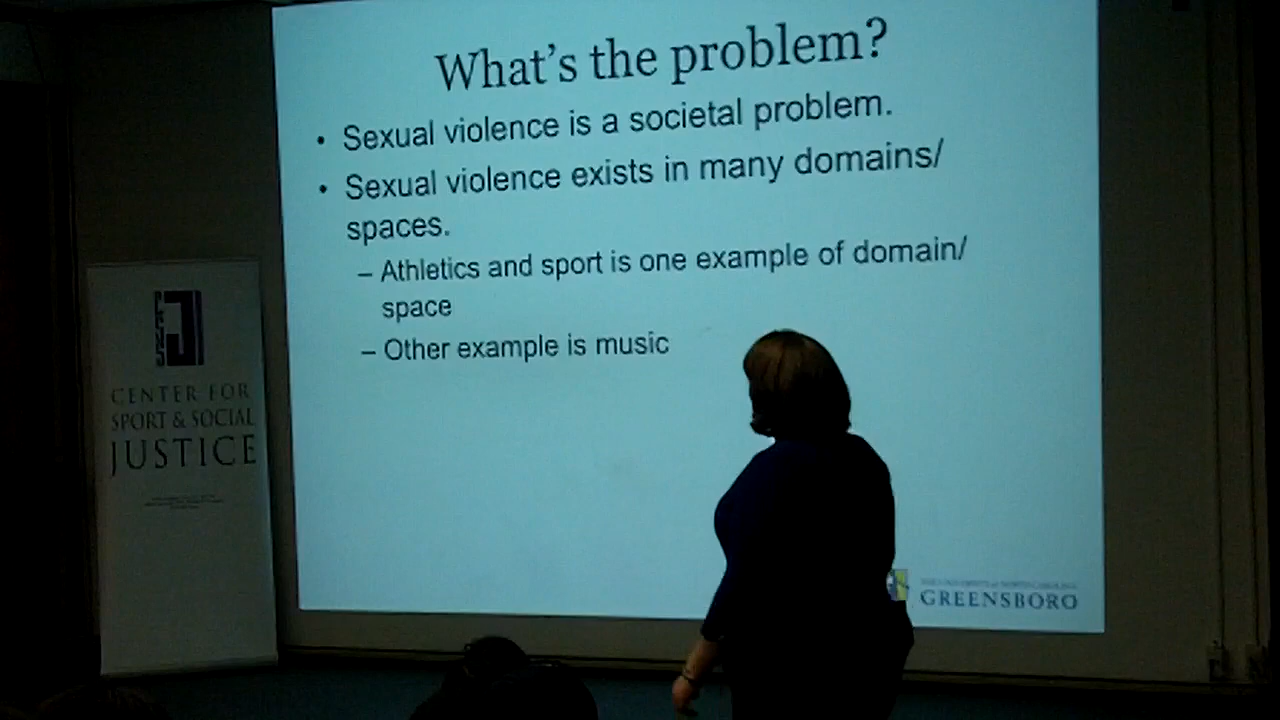 What's the problem?
• Sexual violence is a societal problem.
• Sexual violence exists in many domains/
spaces.
– Athletics and sport is one example of domain/
space
– Other example is music
CENTER FOR
SPORT & SOCIAL
JUSTICE
THE UNIVERSITY of NORTH CAROLINA
GREENSBORO